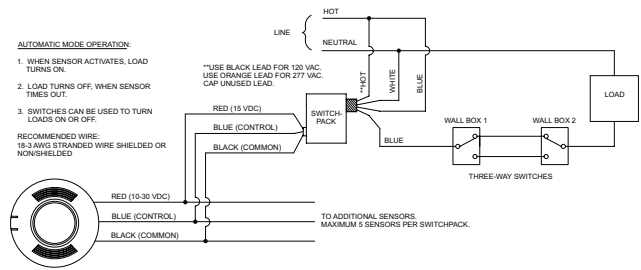 HOT
LINE
NEUTRAL
AUTOMATIC MODE OPERATION:
1. WHEN SENSOR ACTIVATES, LOAD
TURNS ON.
2. LOAD TURNS OFF, WHEN SENSOR
TIMES OUT.
3. SWITCHES CAN BE USED TO TURN
LOADS ON OR OFF.
RECOMMENDED WIRE:
18-3 AWG STRANDED WIRE SHIELDED OR
NON/SHIELDED
**USE BLACK LEAD FOR 120 VAC.
USE ORANGE LEAD FOR 277 VAC.
CAP UNUSED LEAD.
**HOT
WHITE
BLUE
LOAD
RED (15 VDC)
BLUE (CONTROL)
BLACK (COMMON)
SWITCH-
PACK
BLUE
WALL BOX 1
WALL BOX 2
THREE-WAY SWITCHES
RED (10-30 VDC)
BLUE (CONTROL)
BLACK (COMMON)
TO ADDITIONAL SENSORS.
MAXIMUM 5 SENSORS PER SWITCHPACK.